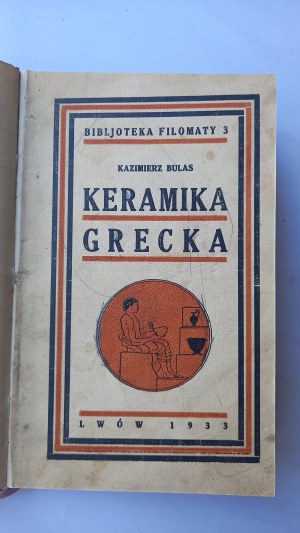 BIBLJOTEKA FILOMATY 3
KAZIMIERZ BULAS
KERAMIKA
GRECKA
LWÓW 1933